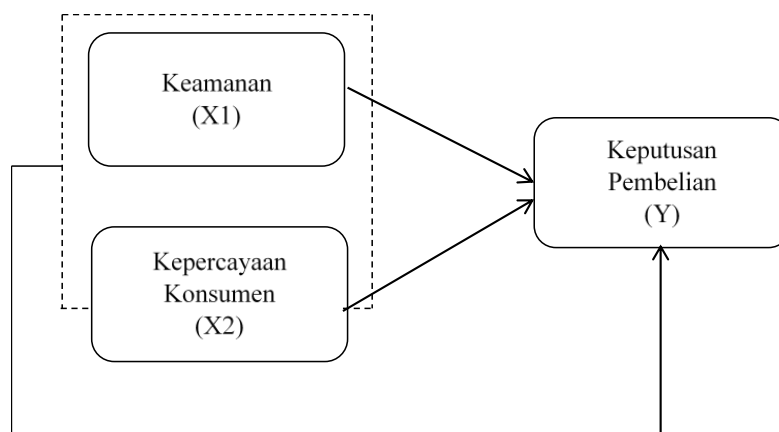 Keamanan
(X1)
Keputusan
Pembelian
(Y)
Kepercayaan
Konsumen
(X2)